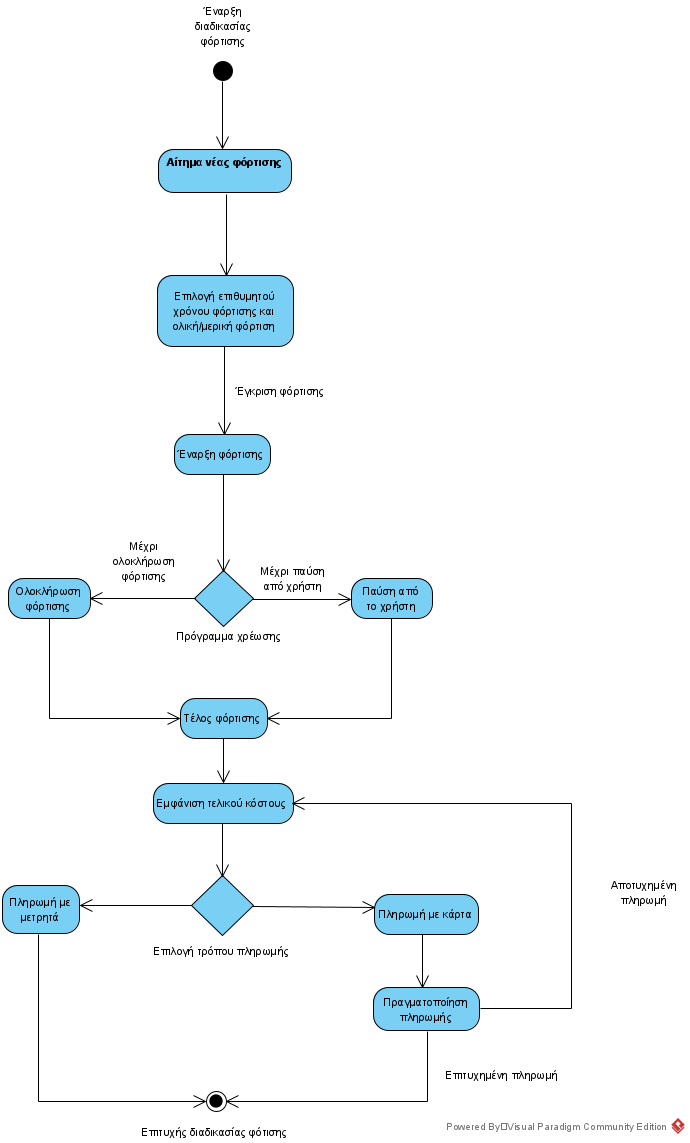 Έναρξη
διαδικασίας
φόρτισης
Αίτημα νέας φόρτισης
Επιλογή επιθυμητού
χρόνου φόρτισης και
ολική/μερική φόρτιση
Έγκριση φόρτισης
Έναρξη φόρτισης
Μέχρι
ολοκλήρωση
φόρτισης
Μέχρι παύση
από χρήστη
Ολοκλήρωση
φόρτισης
Παύση από
το χρήστη
Πρόγραμμα χρέωσης
Τέλος φόρτισης
Εμφάνιση τελικού κόστους
Αποτυχημένη
πληρωμή
Πληρωμή με
μετρητά
Πληρωμή με κάρτα
Επιλογή τρόπου πληρωμής
Πραγματοποίηση
πληρωμής
Επιτυχημένη πληρωμή
Επιτυχής διαδικασία φότισης
Powered By Visual Paradigm Community Edition